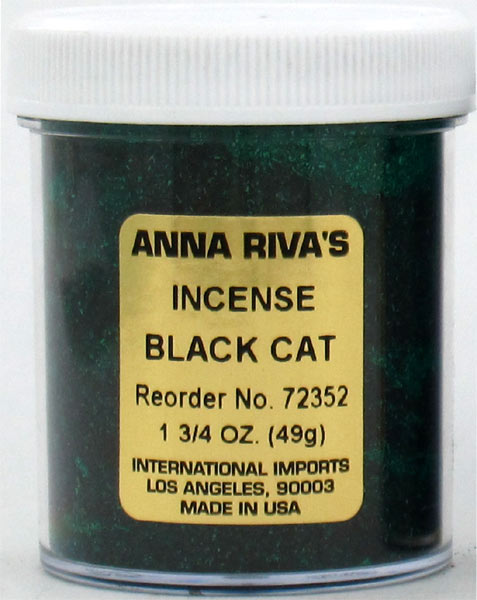 ANNA RIVA'S
INCENSE
BLACK CAT
Reorder No. 72352
1 3/4 OZ. (49g)
INTERNATIONAL IMPORTS
LOS ANGELES, 90003
MADE IN USA